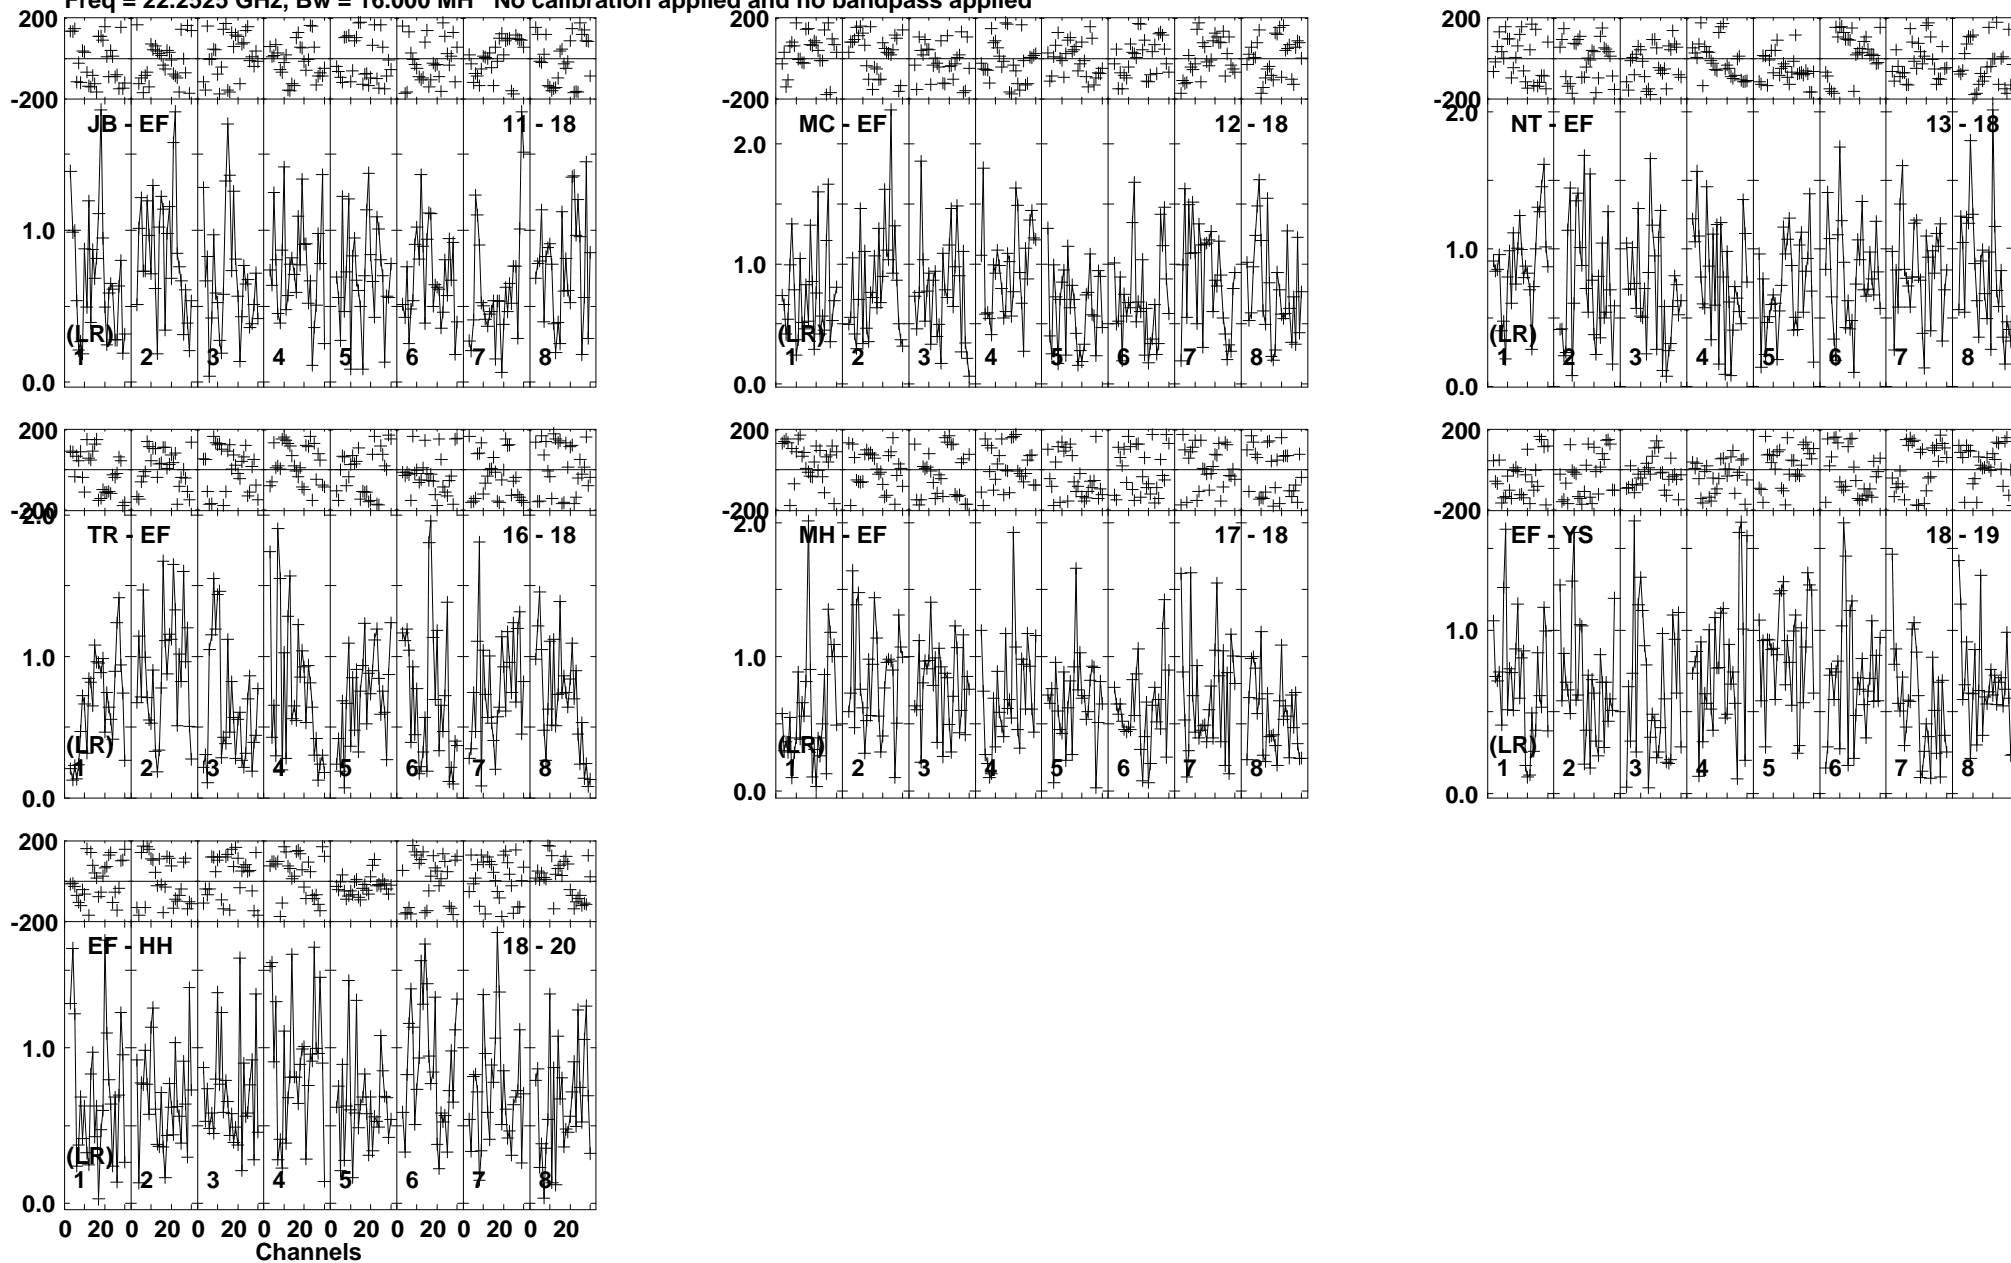 Freq = 22.2525 GHz, Bw = 16.000 MH No calibration applied and no bandpass applied
200
-200
JB - EF 11 - 18
1.0
0.0
(LR)
1 2 3 4 5 6 7 8
200
-200
MC - EF 12 - 18
2.0
1.0
0.0
(LR)
1 2 3 4 5 6 7 8
200
-200
2.0
NT - EF 13 - 18
1.0
0.0
(LR)
1 2 3 4 5 6 7 8
200
-200
2.0
TR - EF 16 - 18
1.0
0.0
(LR)
1 2 3 4 5 6 7 8
200
-200
2.0
MH - EF 17 - 18
1.0
0.0
(LR)
1 2 3 4 5 6 7 8
200
-200
EF - YS 18 - 19
1.0
0.0
(LR)
1 2 3 4 5 6 7 8
200
-200
EF - HH 18 - 20
1.0
0.0
(LR)
1 2 3 4 5 6 7 8
0 20 0 20 0 20 0 20 0 20 0 20 0 20 0 20
Channels